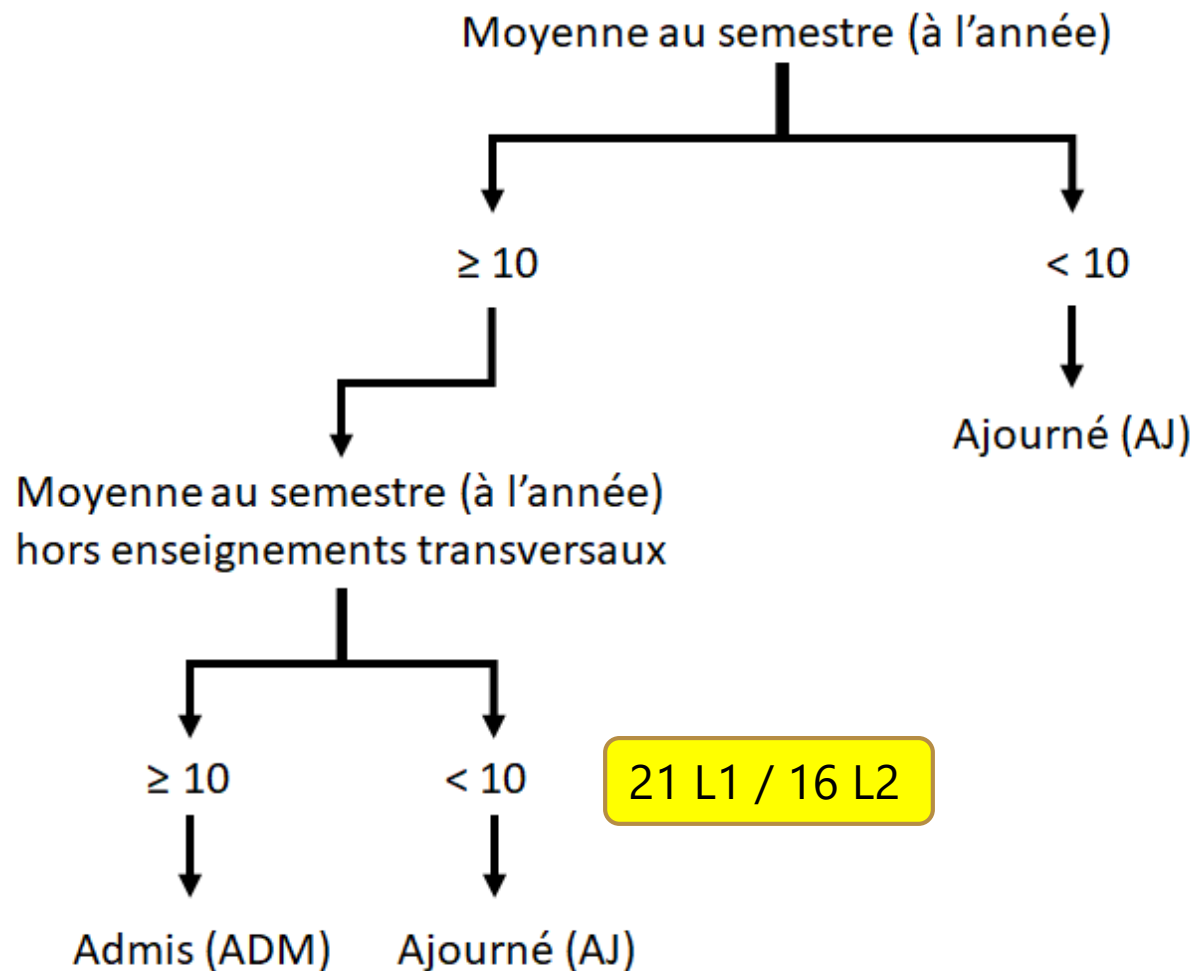 Moyenne au semestre (à l'année)
≥ 10
< 10
Ajourné (AJ)
Moyenne au semestre (à l'année)
hors enseignements transversaux
≥ 10
< 10
21 L1 / 16 L2
Admis (ADM)
Ajourné (AJ)